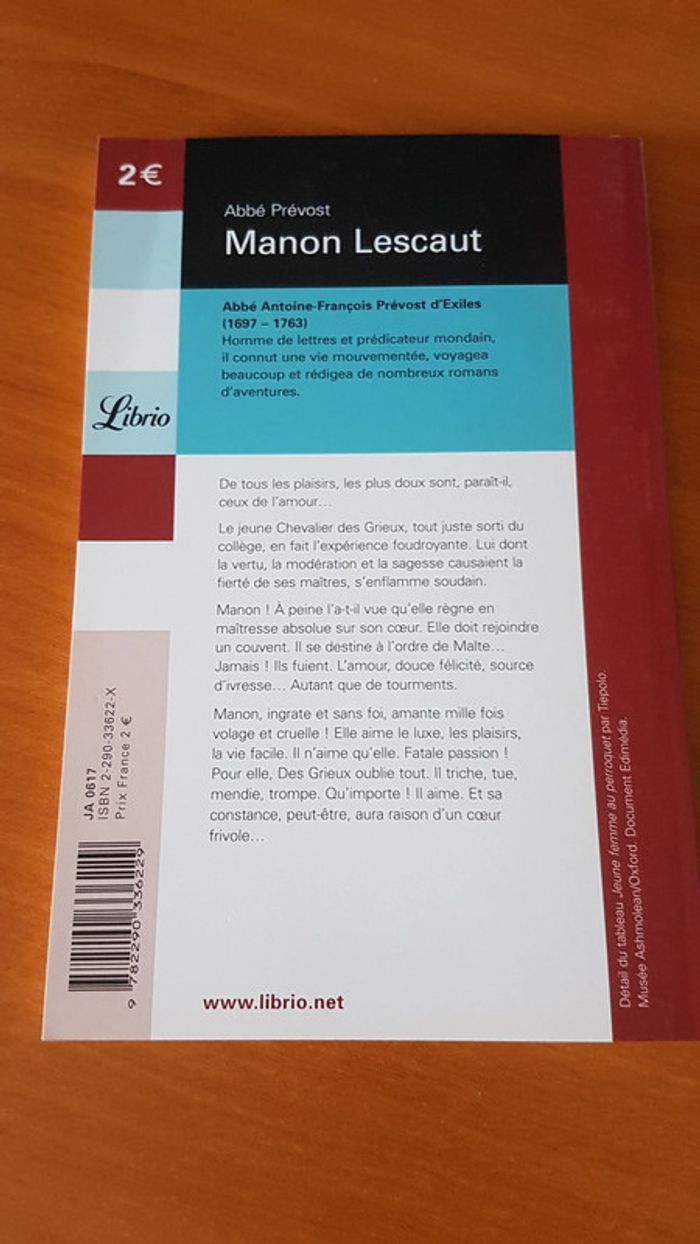 2€
Abbé Prévost
Manon Lescaut
Abbé Antoine-François Prévost d'Exiles
(1697 – 1763)
Homme de lettres et prédicateur mondain,
il connut une vie mouvementée, voyagea
beaucoup et rédigea de nombreux romans
d'aventures.
Librio
De tous les plaisirs, les plus doux sont, paraît-il,
ceux de l'amour…
Le jeune Chevalier des Grieux, tout juste sorti du
collège, en fait l'expérience foudroyante. Lui dont
la vertu, la modération et la sagesse causaient la
fierté de ses maîtres, s'enflamme soudain.
Manon ! À peine l'a-t-il vue qu'elle règne en
maîtresse absolue sur son cœur. Elle doit rejoindre
un couvent. Il se destine à l'ordre de Malte…
Jamais ! Ils fuient. L'amour, douce félicité, source
d'ivresse… Autant que de tourments.
Manon, ingrate et sans foi, amante mille fois
volage et cruelle ! Elle aime le luxe, les plaisirs,
la vie facile. Il n'aime qu'elle. Fatale passion !
Pour elle, Des Grieux oublie tout. Il triche, tue,
mendie, trompe. Qu'importe ! Il aime. Et sa
constance, peut-être, aura raison d'un cœur
frivole…
www.librio.net
JA 0617
ISBN 2-290-33622-X
Prix France 2 €
9 782290 336229
Détail du tableau Jeune femme au perroquet par Tiepolo.
Musée Ashmolean/Oxford. Document Edimédia.